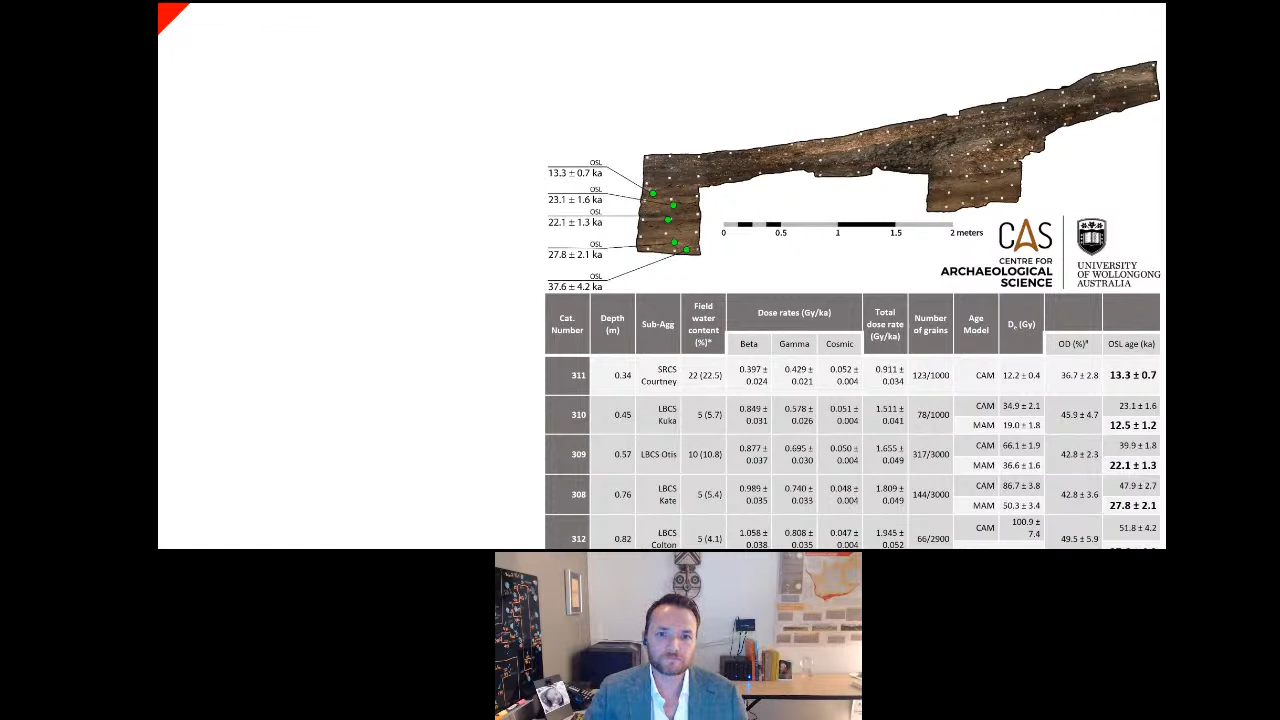 OSL
13.3 ± 0.7 ka
OSL
23.1 ± 1.6 ka
OSL
22.1 ± 1.3 ka
OSL
27.8 ± 2.1 ka
OSL
37.6 ± 4.2 ka
0 0.5 1 1.5 2 meters
CAS
CENTRE FOR
ARCHAEOLOGICAL
SCIENCE
UNIVERSITY
OF WOLLONGONG
AUSTRALIA
Cat. Number Depth (m) Sub-Agg Field water content (%)* Dose rates (Gy/ka) Total dose rate (Gy/ka) Number of grains Age Model De (Gy)
Beta Gamma Cosmic OD (%)ª OSL age (ka)
311 0.34 SRCS Courtney 22 (22.5) 0.397 ± 0.024 0.429 ± 0.021 0.052 ± 0.004 0.911 ± 0.034 123/1000 CAM 12.2 ± 0.4 36.7 ± 2.8 13.3 ± 0.7
310 0.45 LBCS Kuka 5 (5.7) 0.849 ± 0.031 0.578 ± 0.026 0.051 ± 0.004 1.511 ± 0.041 78/1000 CAM 34.9 ± 2.1 45.9 ± 4.7 23.1 ± 1.6
MAM 19.0 ± 1.8 12.5 ± 1.2
309 0.57 LBCS Otis 10 (10.8) 0.877 ± 0.037 0.695 ± 0.030 0.050 ± 0.004 1.655 ± 0.049 317/3000 CAM 66.1 ± 1.9 42.8 ± 2.3 39.9 ± 1.8
MAM 36.6 ± 1.6 22.1 ± 1.3
308 0.76 LBCS Kate 5 (5.4) 0.989 ± 0.035 0.740 ± 0.033 0.048 ± 0.004 1.809 ± 0.049 144/3000 CAM 86.7 ± 3.8 42.8 ± 3.6 47.9 ± 2.7
MAM 50.3 ± 3.4 27.8 ± 2.1
312 0.82 LBCS Colton 5 (4.1) 1.058 ± 0.038 0.808 ± 0.035 0.047 ± 0.004 1.945 ± 0.052 66/2900 CAM 100.9 ± 7.4 49.5 ± 5.9 51.8 ± 4.2